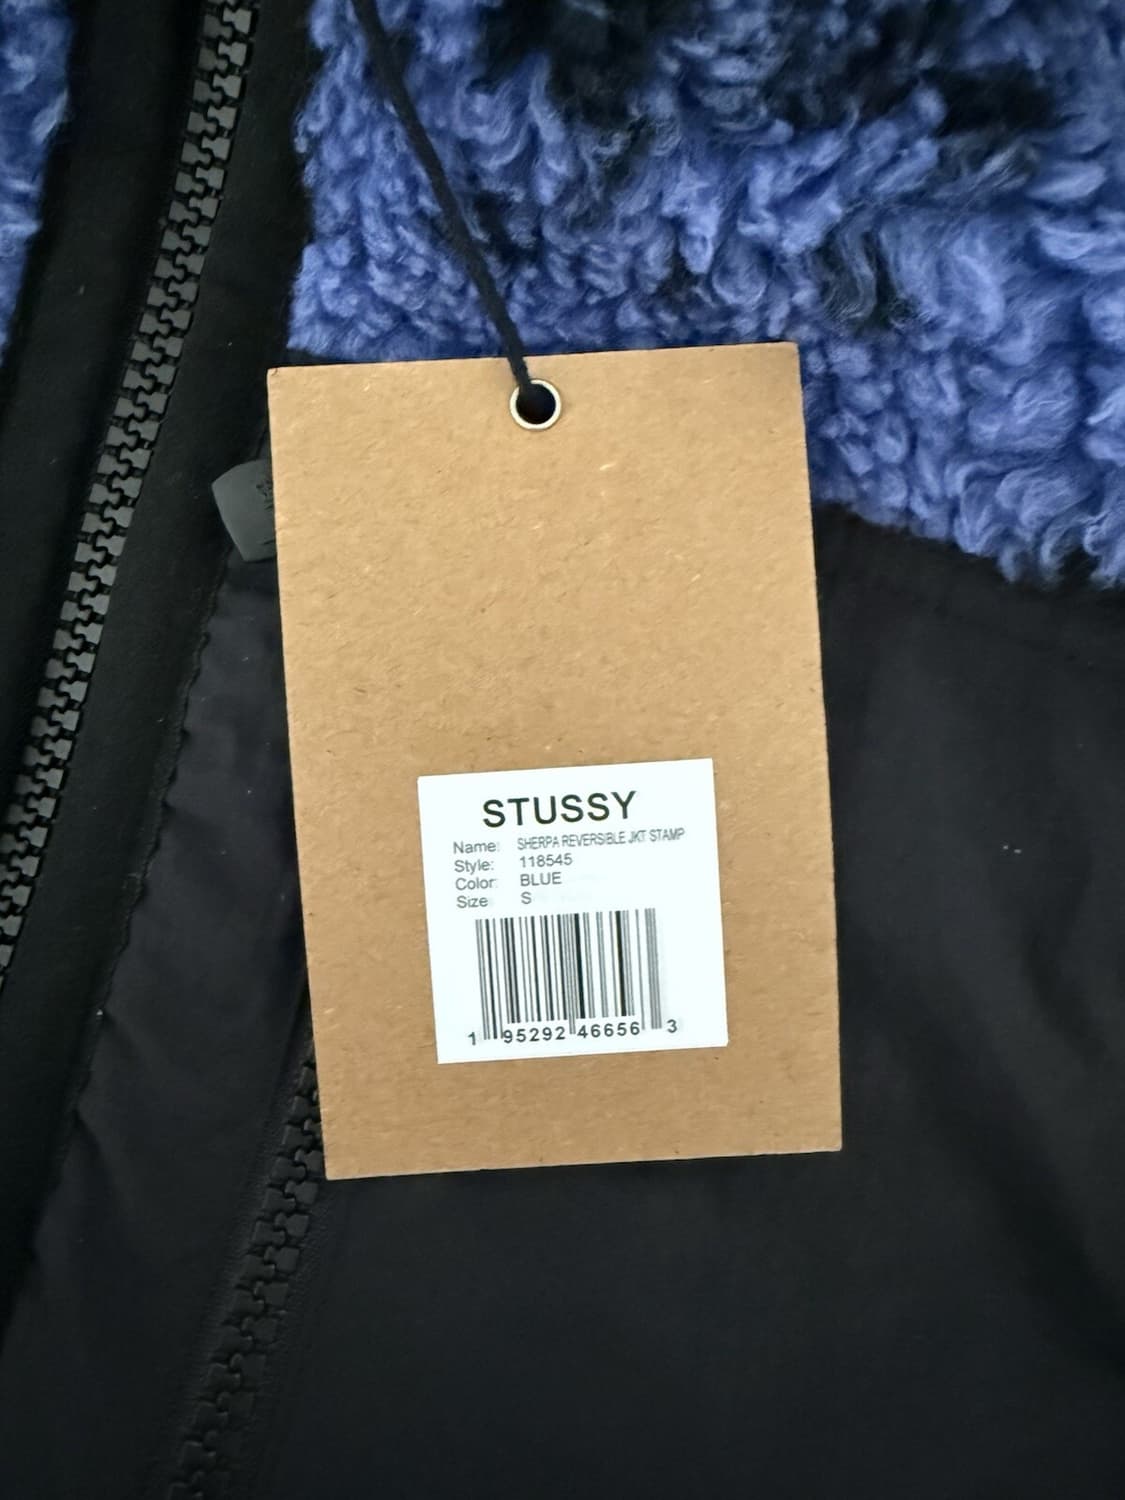 STUSSY
Name: SHERPA REVERSIBLE JKT STAMP
Style: 118545
Color: BLUE
Size: S
1 95292 46656 3